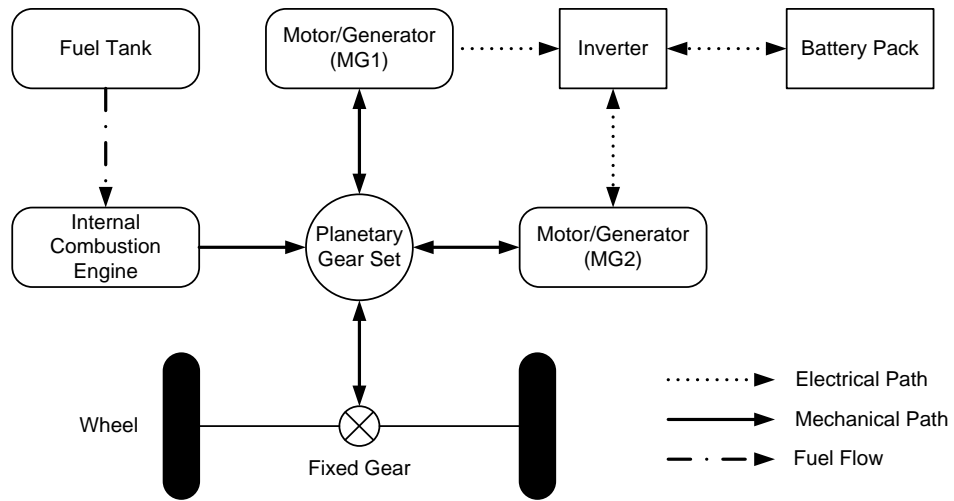 Fuel Tank
Motor/Generator
(MG1)
Inverter
Battery Pack
Internal
Combustion
Engine
Planetary
Gear Set
Motor/Generator
(MG2)
Wheel
Fixed Gear
Electrical Path
Mechanical Path
Fuel Flow